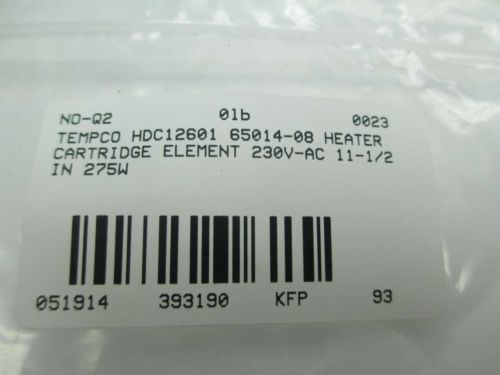 NO-Q2 01b 0023
TEMPCO HDC12601 65014-08 HEATER
CARTRIDGE ELEMENT 230V-AC 11-1/2
IN 275W
051914 393190 KFP 93